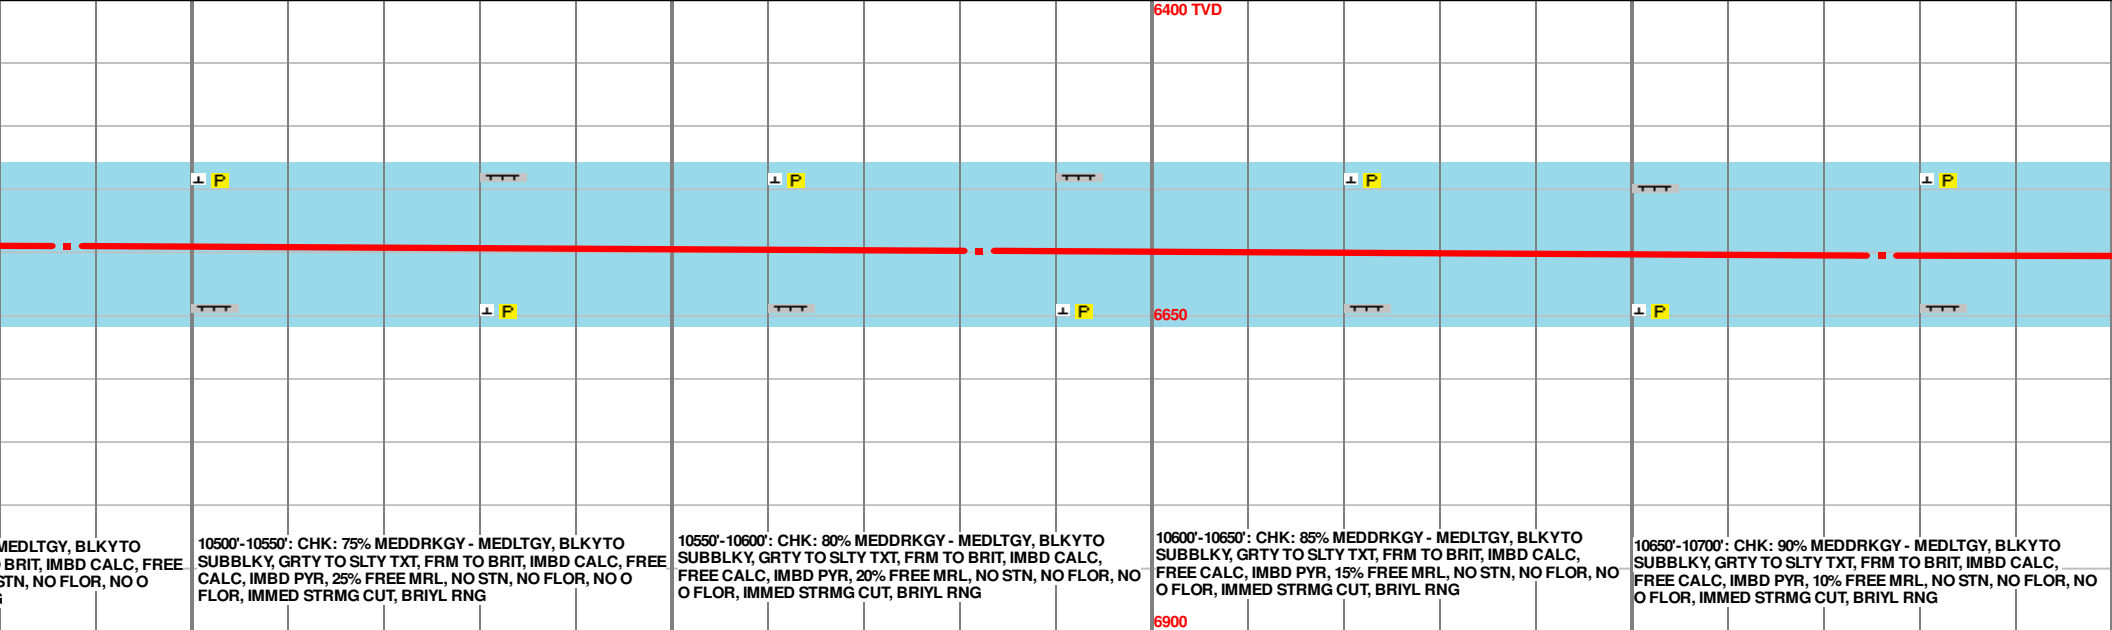 6400 TVD
P
P
P
P
6650
P
P
P
MEDLTGY, BLKYTO
BRIT, IMBD CALC, FREE
STN, NO FLOR, NO O
10500'-10550': CHK: 75% MEDDRKGY - MEDLTGY, BLKYTO
SUBBLKY, GRTY TO SLTY TXT, FRM TO BRIT, IMBD CALC, FREE
CALC, IMBD PYR, 25% FREE MRL, NO STN, NO FLOR, NO O
FLOR, IMMED STRMG CUT, BRIYL RNG
10550'-10600': CHK: 80% MEDDRKGY - MEDLTGY, BLKYTO
SUBBLKY, GRTY TO SLTY TXT, FRM TO BRIT, IMBD CALC,
FREE CALC, IMBD PYR, 20% FREE MRL, NO STN, NO FLOR, NO
O FLOR, IMMED STRMG CUT, BRIYL RNG
10600'-10650': CHK: 85% MEDDRKGY - MEDLTGY, BLKYTO
SUBBLKY, GRTY TO SLTY TXT, FRM TO BRIT, IMBD CALC,
FREE CALC, IMBD PYR, 15% FREE MRL, NO STN, NO FLOR, NO
O FLOR, IMMED STRMG CUT, BRIYL RNG
10650'-10700': CHK: 90% MEDDRKGY - MEDLTGY, BLKYTO
SUBBLKY, GRTY TO SLTY TXT, FRM TO BRIT, IMBD CALC,
FREE CALC, IMBD PYR, 10% FREE MRL, NO STN, NO FLOR, NO
O FLOR, IMMED STRMG CUT, BRIYL RNG
6900